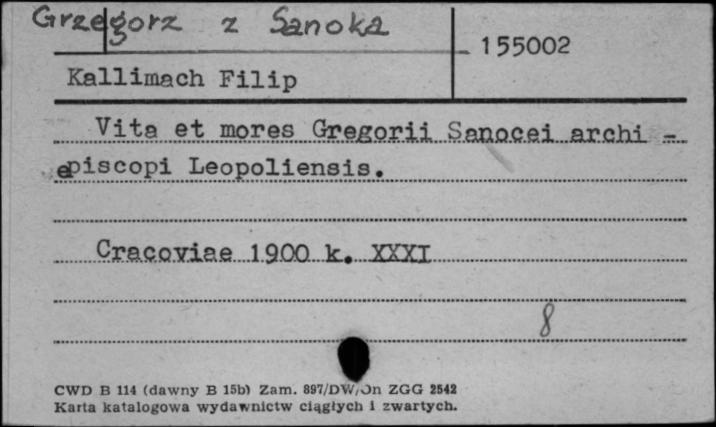 Grzegorz z Sanoka
155002
Kallimach Filip
Vita et mores Gregorii Sanocei archi -
episcopi Leopoliensis.
Cracoviae 1900 k. XXXI
8
CWD B 114 (dawny B 15b) Zam. 897/DW/On ZGG 2542
Karta katalogowa wydawnictw ciągłych i zwartych.